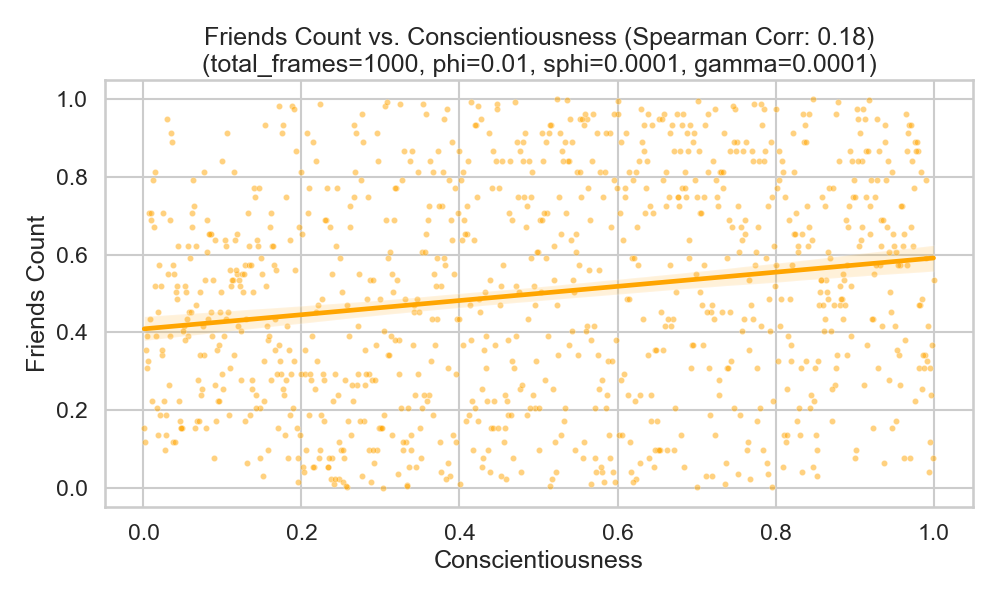 Friends Count vs. Conscientiousness (Spearman Corr: 0.18)
(total_frames=1000, phi=0.01, sphi=0.0001, gamma=0.0001)
Friends Count
1.0
0.8
0.6
0.4
0.2
0.0
0.0 0.2 0.4 0.6 0.8 1.0
Conscientiousness